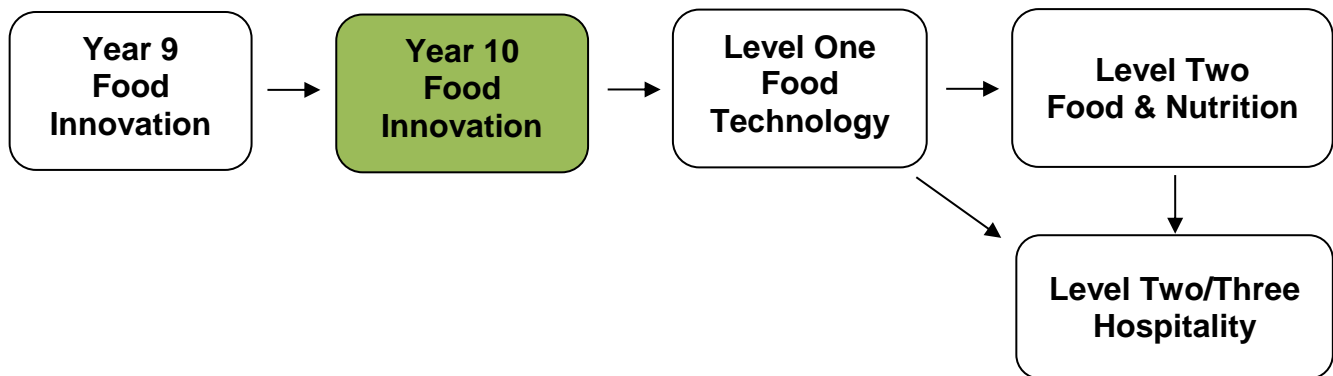 Year 9
Food
Innovation
Year 10
Food
Innovation
Level One
Food
Technology
Level Two
Food & Nutrition
Level Two/Three
Hospitality